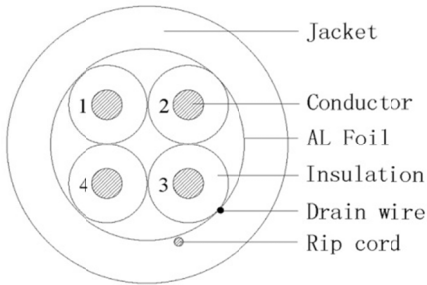 Jacket
1 2 Conductor
AL Foil
4 3 Insulation
Drain wire
Rip cord